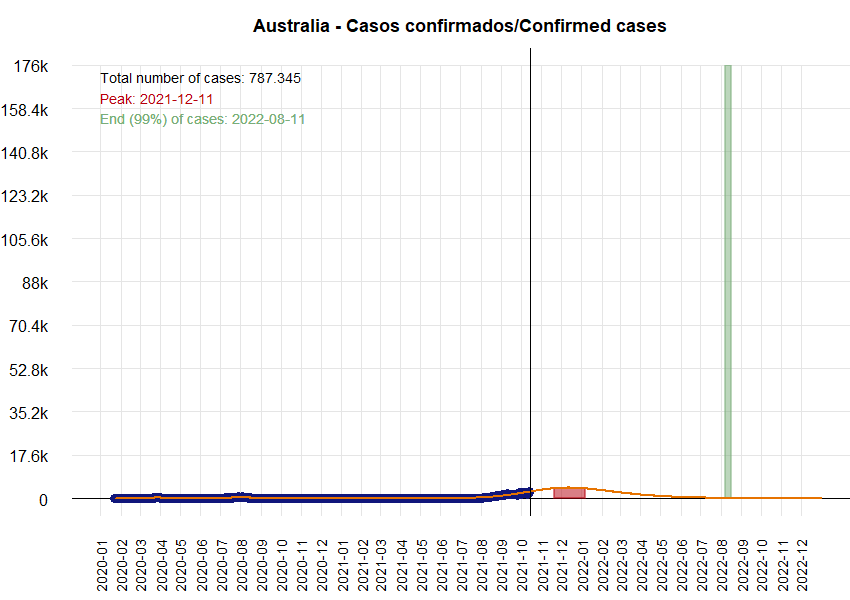 Australia - Casos confirmados/Confirmed cases
176k
158.4k
140.8k
123.2k
105.6k
88k
70.4k
52.8k
35.2k
17.6k
0
Total number of cases: 787.345
Peak: 2021-12-11
End (99%) of cases: 2022-08-11
2020-01
2020-02
2020-03
2020-04
2020-05
2020-06
2020-07
2020-08
2020-09
2020-10
2020-11
2020-12
2021-01
2021-02
2021-03
2021-04
2021-05
2021-06
2021-07
2021-08
2021-09
2021-10
2021-11
2021-12
2022-01
2022-02
2022-03
2022-04
2022-05
2022-06
2022-07
2022-08
2022-09
2022-10
2022-11
2022-12